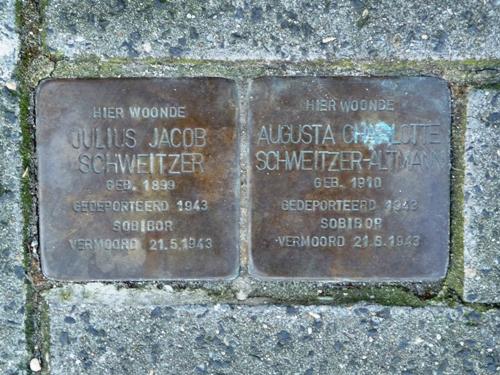 HIER WOONDE
JULIUS JACOB
SCHWEITZER
GEB. 1899
GEDEPORTEERD 1943
SOBIBOR
VERMOORD 21.5.1943
HIER WOONDE
AUGUSTA CHARLOTTE
SCHWEITZER-ALTMANN
GEB. 1910
GEDEPORTEERD 1943
SOBIBOR
VERMOORD 21.5.1943